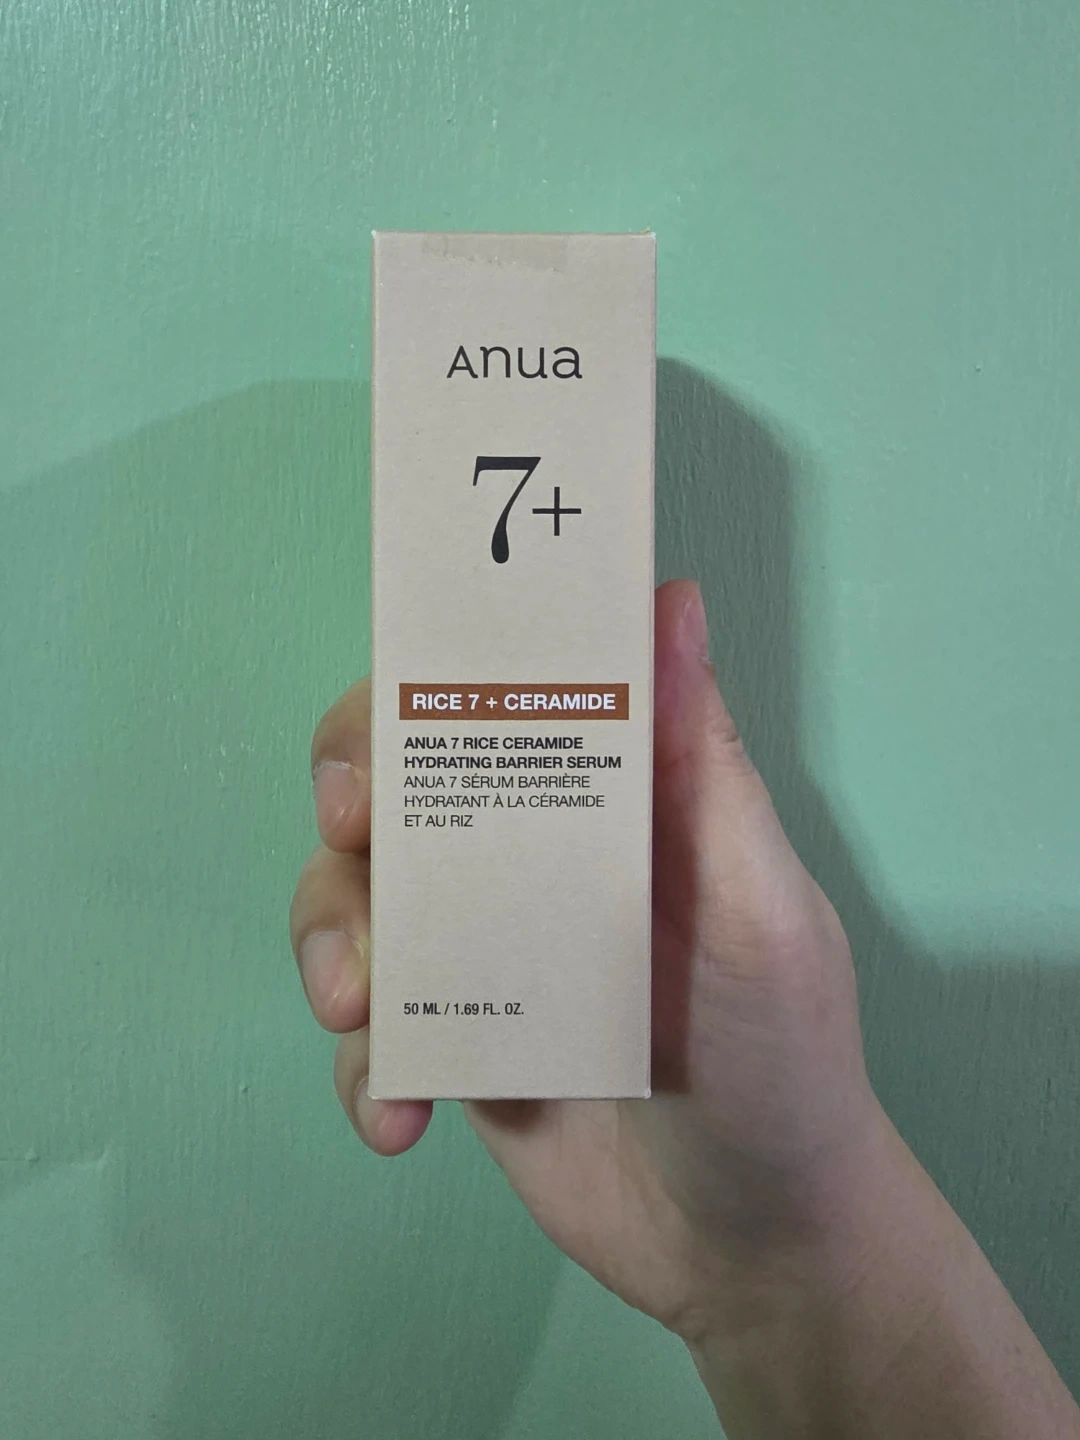 Anua
7+
RICE 7 + CERAMIDE
ANUA 7 RICE CERAMIDE
HYDRATING BARRIER SERUM
ANUA 7 SÉRUM BARRIÈRE
HYDRATANT À LA CÉRAMIDE
ET AU RIZ
50 ML / 1.69 FL. OZ.